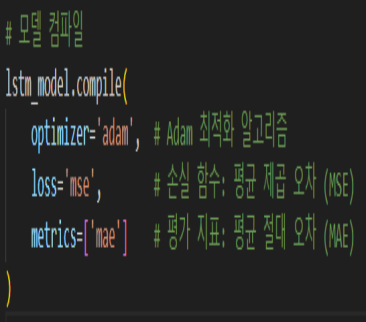 # 모델 컴파일
lstm_model.compile(
    optimizer='adam',  # Adam 최적화 알고리즘
    loss='mse',        # 손실 함수: 평균 제곱 오차 (MSE)
    metrics=['mae']    # 평가 지표: 평균 절대 오차 (MAE)
)